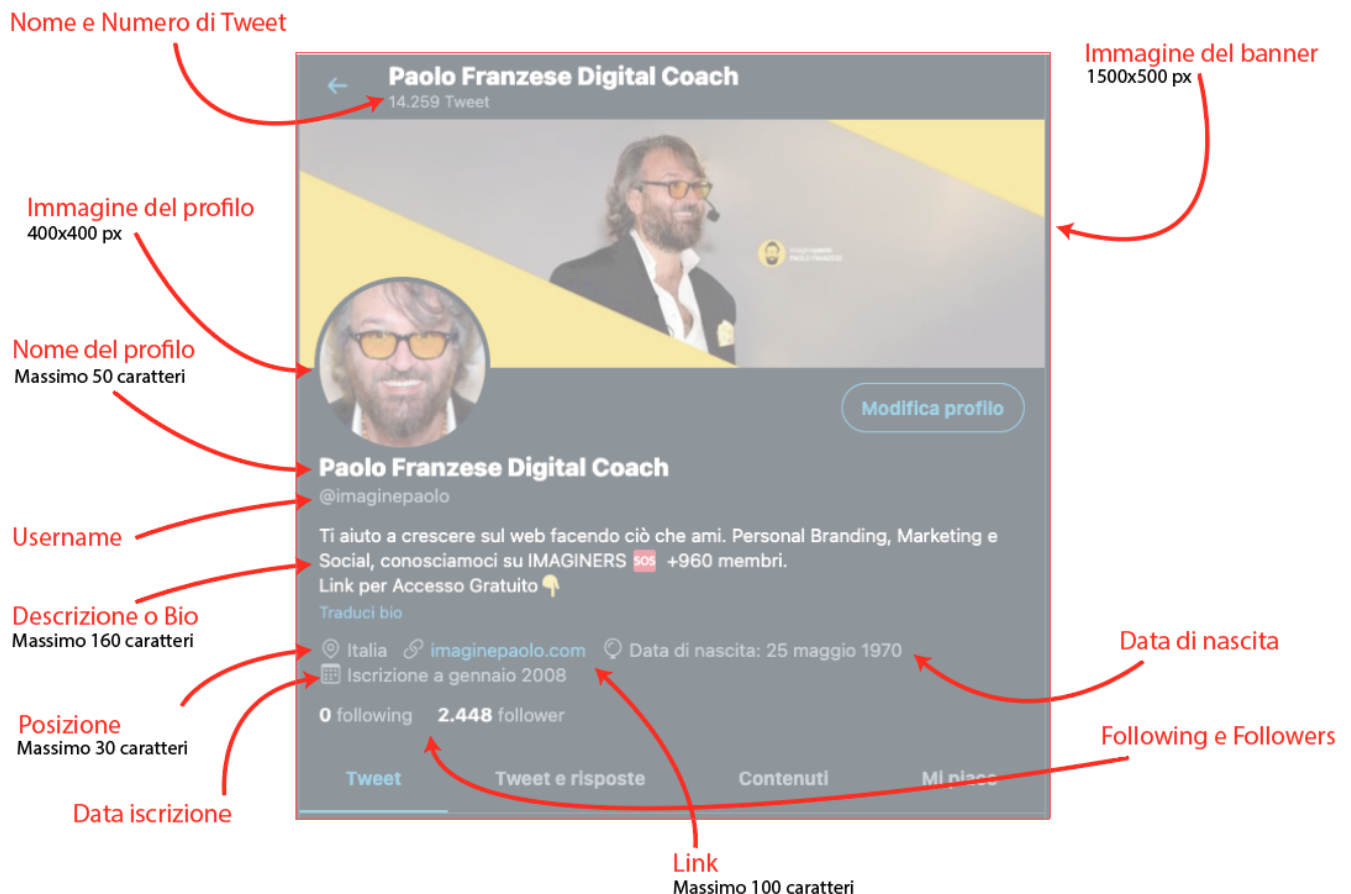 Nome e Numero di Tweet
Immagine del banner
1500x500 px
Paolo Franzese Digital Coach
14.259 Tweet
Immagine del profilo
400x400 px
PAOLO FRANZESE
Nome del profilo
Massimo 50 caratteri
Modifica profilo
Paolo Franzese Digital Coach
@imaginepaolo
Username
Ti aiuto a crescere sul web facendo ciò che ami. Personal Branding, Marketing e
Social, conosciamoci su IMAGINERS SOS +960 membri.
Link per Accesso Gratuito
Traduci bio
Descrizione o Bio
Massimo 160 caratteri
Italia imaginepaolo.com Data di nascita: 25 maggio 1970
Iscrizione a gennaio 2008
Data di nascita
Posizione
Massimo 30 caratteri
0 following 2.448 follower
Following e Followers
Tweet Tweet e risposte Contenuti Mi piace
Data iscrizione
Link
Massimo 100 caratteri